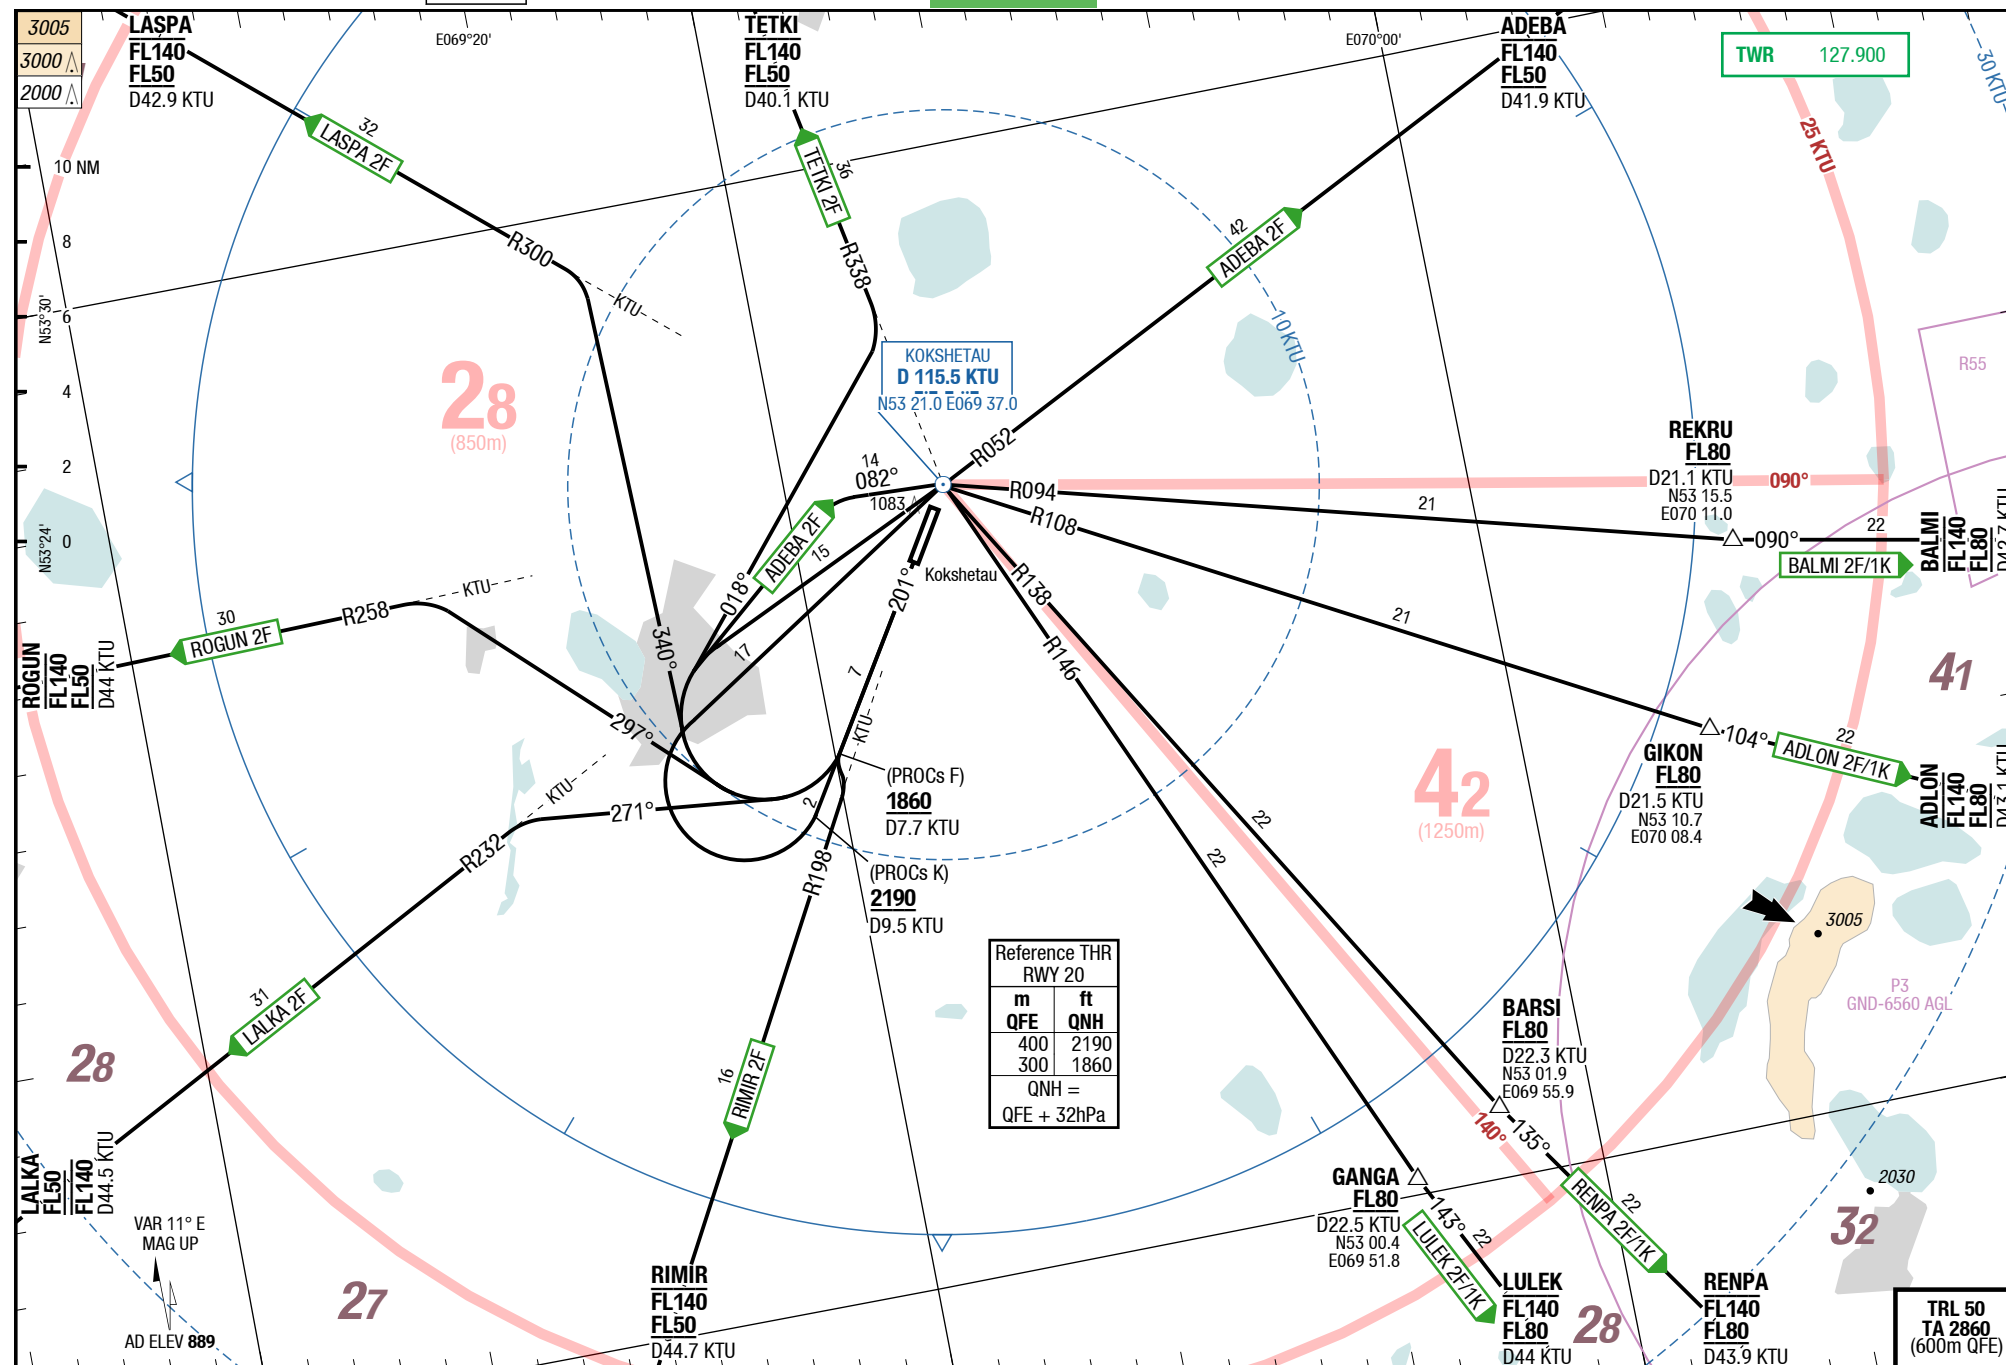 3005
3000
2000
LASPA
FL140
FL50
D42.9 KTU
E069°20'
TETKI
FL140
FL50
D40.1 KTU
E070°00'
ADEBA
FL140
FL50
D41.9 KTU
TWR 127.900
30 KTU
25 KTU
10 NM
8
6
4
2
0
N53°30'
N53°24'
32
LASPA 2F
R300
KTU
36
TETKI 2F
R338
42
ADEBA 2F
10 KTU
R55
28
(850m)
KOKSHETAU
D 115.5 KTU
N53 21.0 E069 37.0
R052
14
082°
1083
ADEBA 2F
15
018°
17
340°
Kokshetau
201°
7
KTU
R094
21
R108
21
REKRU
FL80
D21.1 KTU
N53 15.5
E070 11.0
090°
090°
22
BALMI 2F/1K
BALMI
FL140
FL80
D42.7 KTU
R138
R146
41
30
ROGUN 2F
R258
KTU
ROGUN
FL140
FL50
D44 KTU
297°
KTU
271°
R232
2
R198
(PROCs F)
1860
D7.7 KTU
(PROCs K)
2190
D9.5 KTU
GIKON
FL80
D21.5 KTU
N53 10.7
E070 08.4
104°
22
ADLON 2F/1K
ADLON
FL140
FL80
D43.1 KTU
42
(1250m)
22
22
3005
P3
GND-6560 AGL
Reference THR
RWY 20
m ft
QFE QNH
400 2190
300 1860
QNH =
QFE + 32hPa
31
LALKA 2F
28
LALKA
FL50
FL140
D44.5 KTU
16
RIMIR 2F
BARSI
FL80
D22.3 KTU
N53 01.9
E069 55.9
140°
135°
22
RENPA 2F/1K
2030
32
GANGA
FL80
D22.5 KTU
N53 00.4
E069 51.8
143°
22
LULEK 2F/1K
VAR 11° E
MAG UP
AD ELEV 889
27
RIMIR
FL140
FL50
D44.7 KTU
LULEK
FL140
FL80
D44 KTU
28
RENPA
FL140
FL80
D43.9 KTU
TRL 50
TA 2860
(600m QFE)